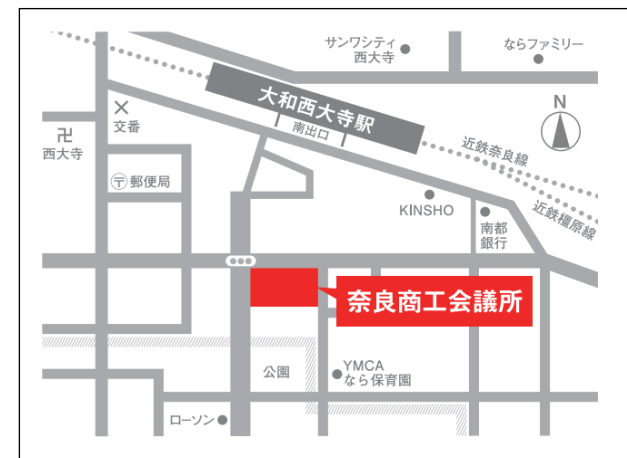 サンワシティ
西大寺
ならファミリー
大和西大寺駅
南出口
N
交番
卍
西大寺
近鉄奈良線
〒郵便局
KINSHO
近鉄橿原線
南都
銀行
奈良商工会議所
公園
YMCA
なら保育園
ローソン